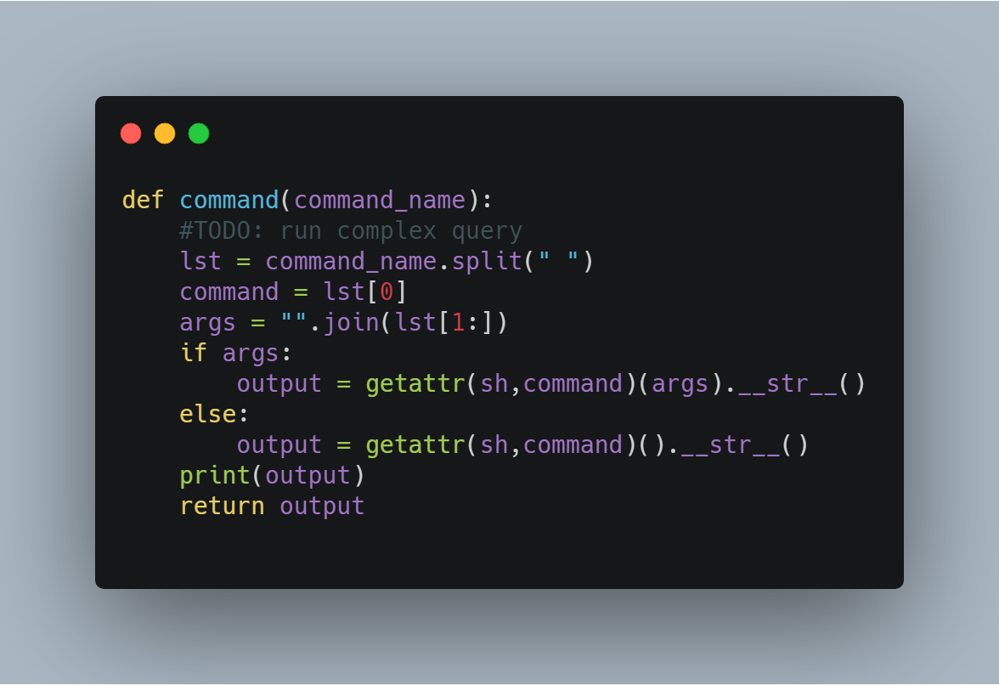 def command(command_name):
    #TODO: run complex query
    lst = command_name.split(" ")
    command = lst[0]
    args = "".join(lst[1:])
    if args:
        output = getattr(sh,command)(args).__str__()
    else:
        output = getattr(sh,command)().__str__()
    print(output)
    return output